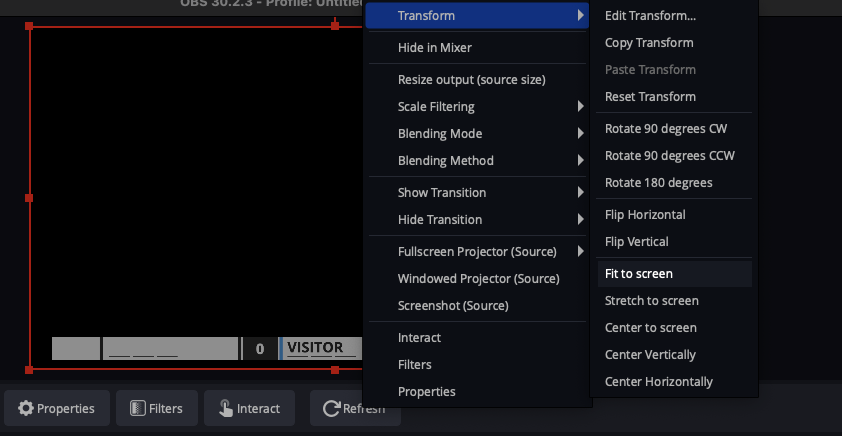 OBS 30.2.3 - Profile: Untitle
Transform
Hide in Mixer
Resize output (source size)
Scale Filtering
Blending Mode
Blending Method
Show Transition
Hide Transition
Fullscreen Projector (Source)
Windowed Projector (Source)
Screenshot (Source)
Interact
Filters
Properties
Edit Transform...
Copy Transform
Paste Transform
Reset Transform
Rotate 90 degrees CW
Rotate 90 degrees CCW
Rotate 180 degrees
Flip Horizontal
Flip Vertical
Fit to screen
Stretch to screen
Center to screen
Center Vertically
Center Horizontally
0 VISITOR
Properties Filters Interact Refresh